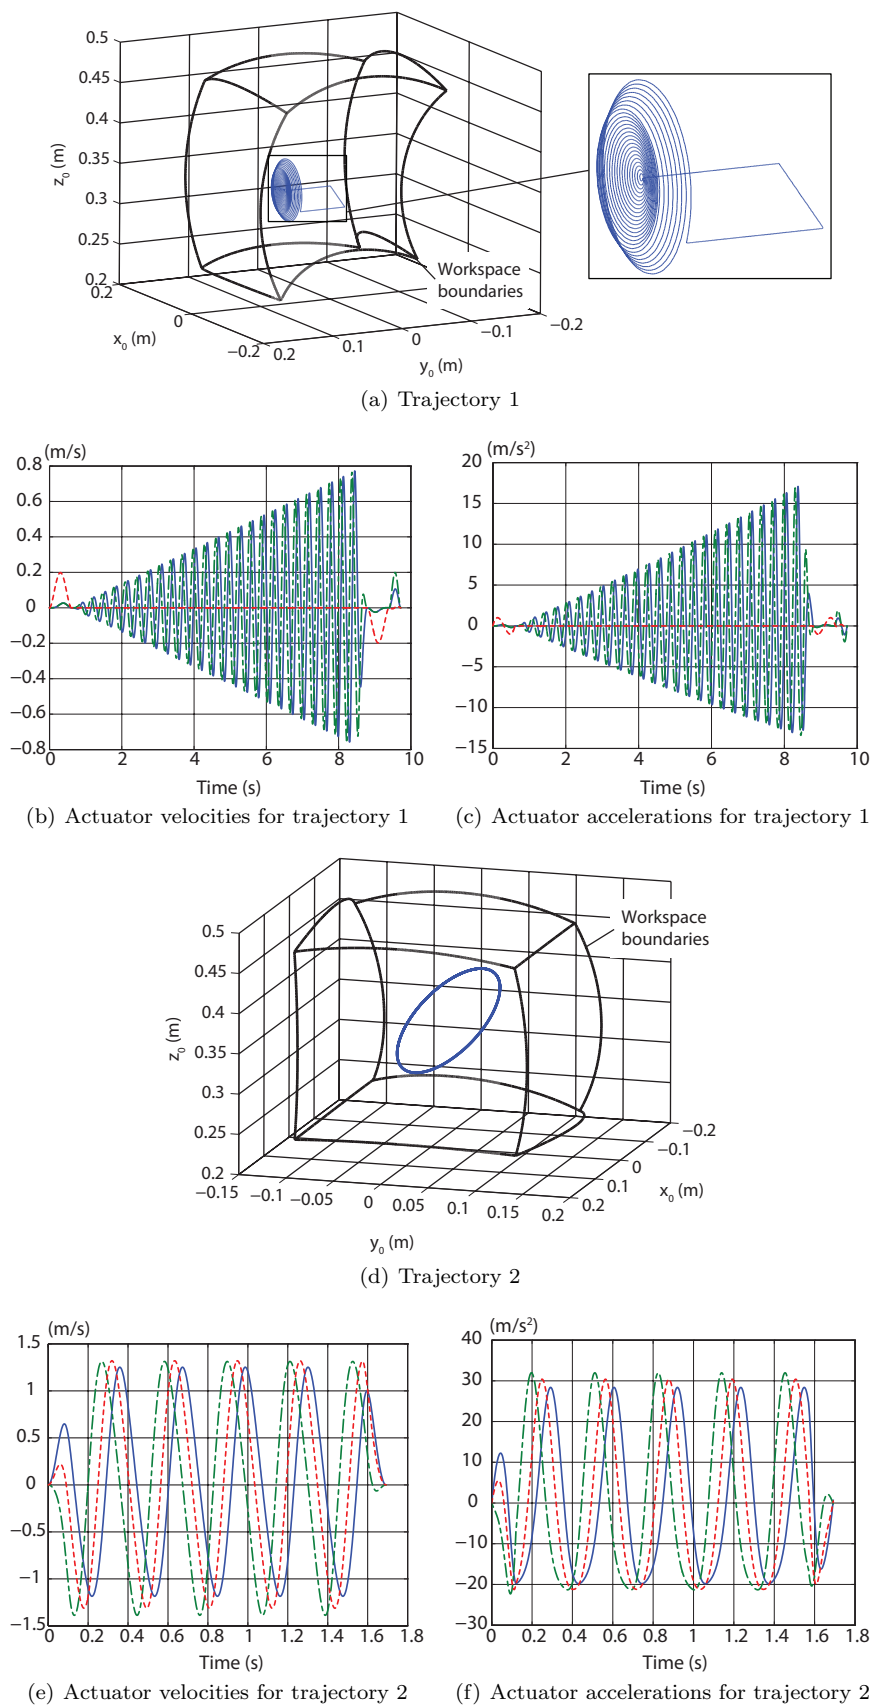 0.5
0.45
0.4
0.35
0.3
0.25
0.2
z0 (m)
0.2
0
−0.2
x0 (m)
0.2
0.1
0
−0.1
−0.2
y0 (m)
Workspace
boundaries
(a) Trajectory 1
(m/s)
0.8
0.6
0.4
0.2
0
−0.2
−0.4
−0.6
−0.8
0 2 4 6 8 10
Time (s)
(b) Actuator velocities for trajectory 1
(m/s²)
20
15
10
5
0
−5
−10
−15
0 2 4 6 8 10
Time (s)
(c) Actuator accelerations for trajectory 1
Workspace
boundaries
0.5
0.45
0.4
0.35
0.3
0.25
0.2
z0 (m)
−0.15 −0.1 −0.05 0 0.05 0.1 0.15 0.2
y0 (m)
−0.2
−0.1
0
0.1
0.2
x0 (m)
(d) Trajectory 2
(m/s)
1.5
1
0.5
0
−0.5
−1
−1.5
0 0.2 0.4 0.6 0.8 1 1.2 1.4 1.6 1.8
Time (s)
(e) Actuator velocities for trajectory 2
(m/s²)
40
30
20
10
0
−10
−20
−30
0 0.2 0.4 0.6 0.8 1 1.2 1.4 1.6 1.8
Time (s)
(f) Actuator accelerations for trajectory 2